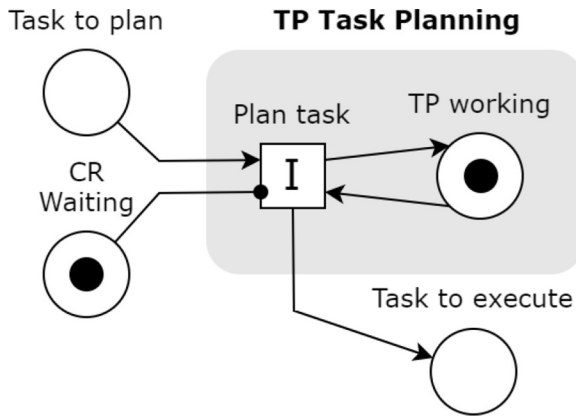 Task to plan
TP Task Planning
Plan task
TP working
CR
Waiting
I
Task to execute